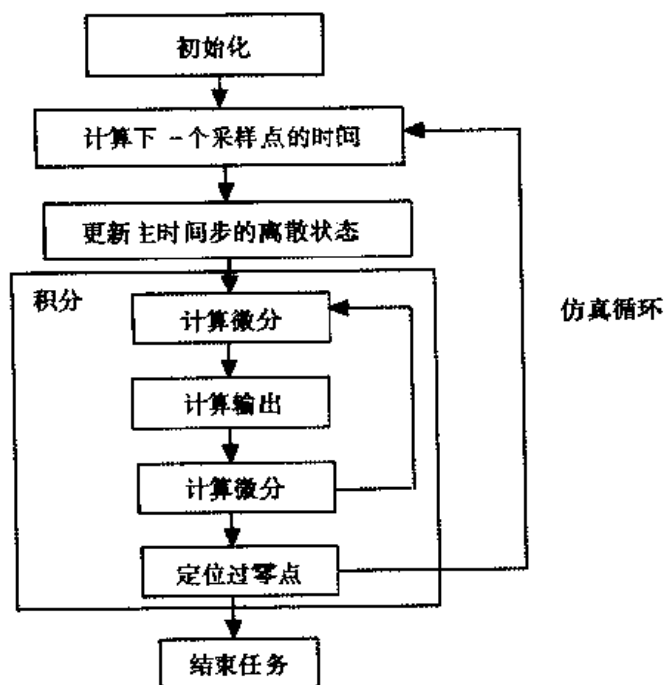 初始化
计算下一个采样点的时间
更新主时间步的离散状态
积分
计算微分
仿真循环
计算输出
计算微分
定位过零点
结束任务